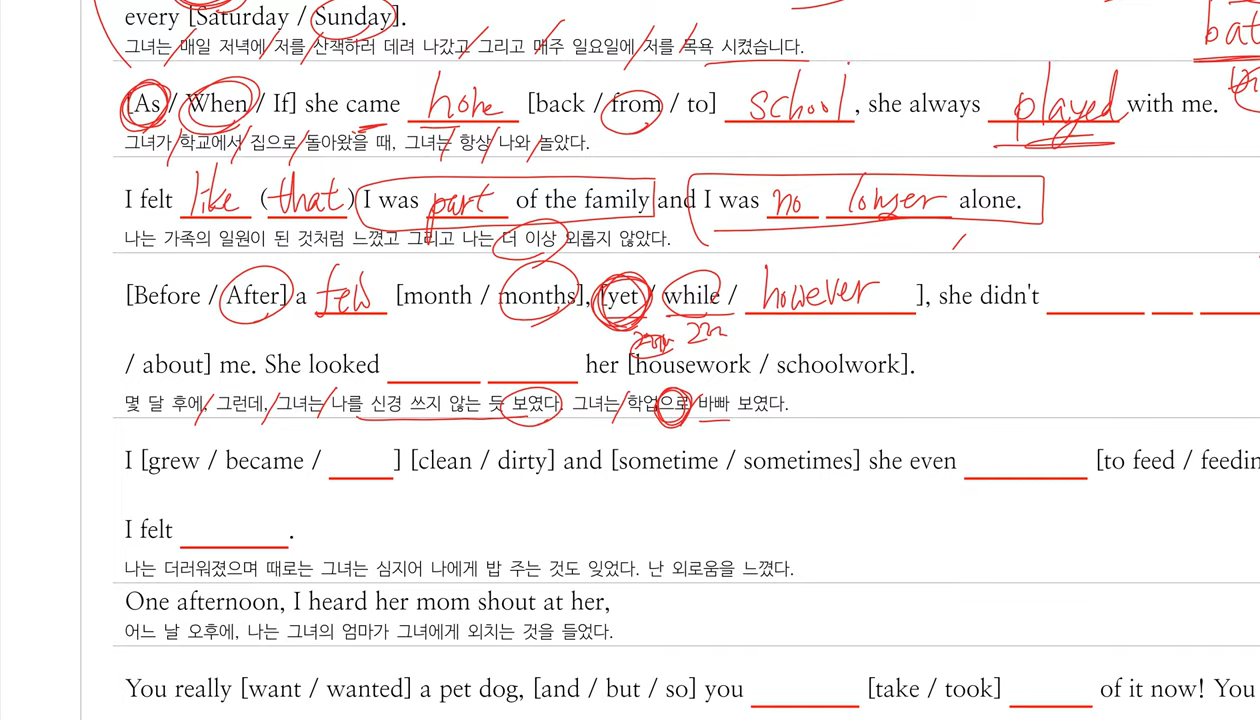 every [Saturday / Sunday].
그녀는 매일 저녁에 저를 산책하러 데려 나갔고 그리고 매주 일요일에 저를 목욕 시켰습니다.
bat
[As / When / If] she came home [back / from / to] school, she always played with me.
그녀가 학교에서 집으로 돌아왔을 때, 그녀는 항상 나와 놀았다.
I felt like (that) I was part of the family and I was no longer alone.
나는 가족의 일원이 된 것처럼 느꼈고 그리고 나는 더 이상 외롭지 않았다.
[Before / After] a few [month / months], [yet / while / however ], she didn't
/ about] me. She looked her [housework / schoolwork].
몇 달 후에, 그런데, 그녀는 나를 신경 쓰지 않는 듯 보였다. 그녀는 학업으로 바빠 보였다.
I [grew / became / ] [clean / dirty] and [sometime / sometimes] she even [to feed / feedin
I felt .
나는 더러워졌으며 때로는 그녀는 심지어 나에게 밥 주는 것도 잊었다. 난 외로움을 느꼈다.
One afternoon, I heard her mom shout at her,
어느 날 오후에, 나는 그녀의 엄마가 그녀에게 외치는 것을 들었다.
You really [want / wanted] a pet dog, [and / but / so] you [take / took] of it now! You